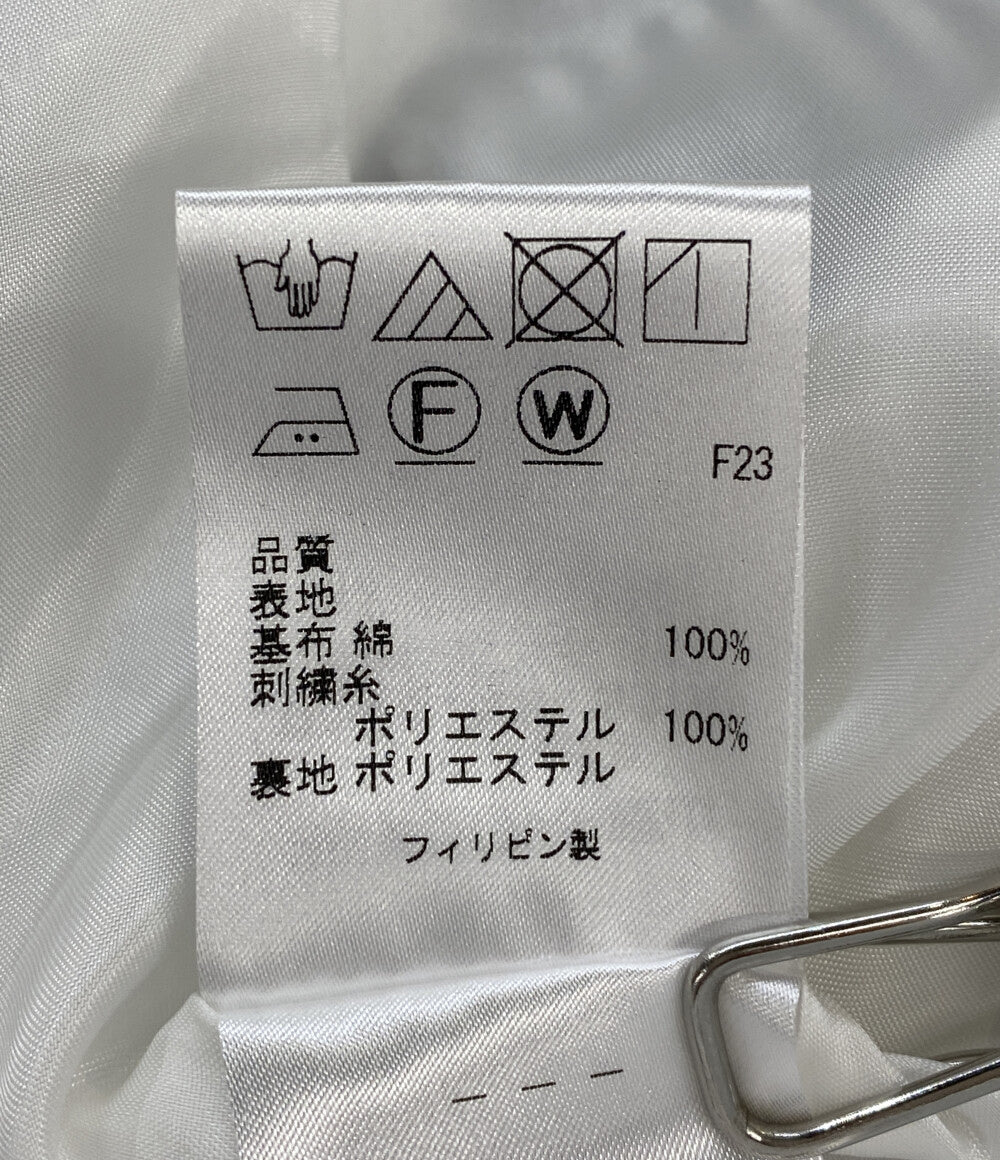 F W
F23
品質
表地
基布 綿 100%
刺繍糸
ポリエステル 100%
裏地 ポリエステル
フィリピン製